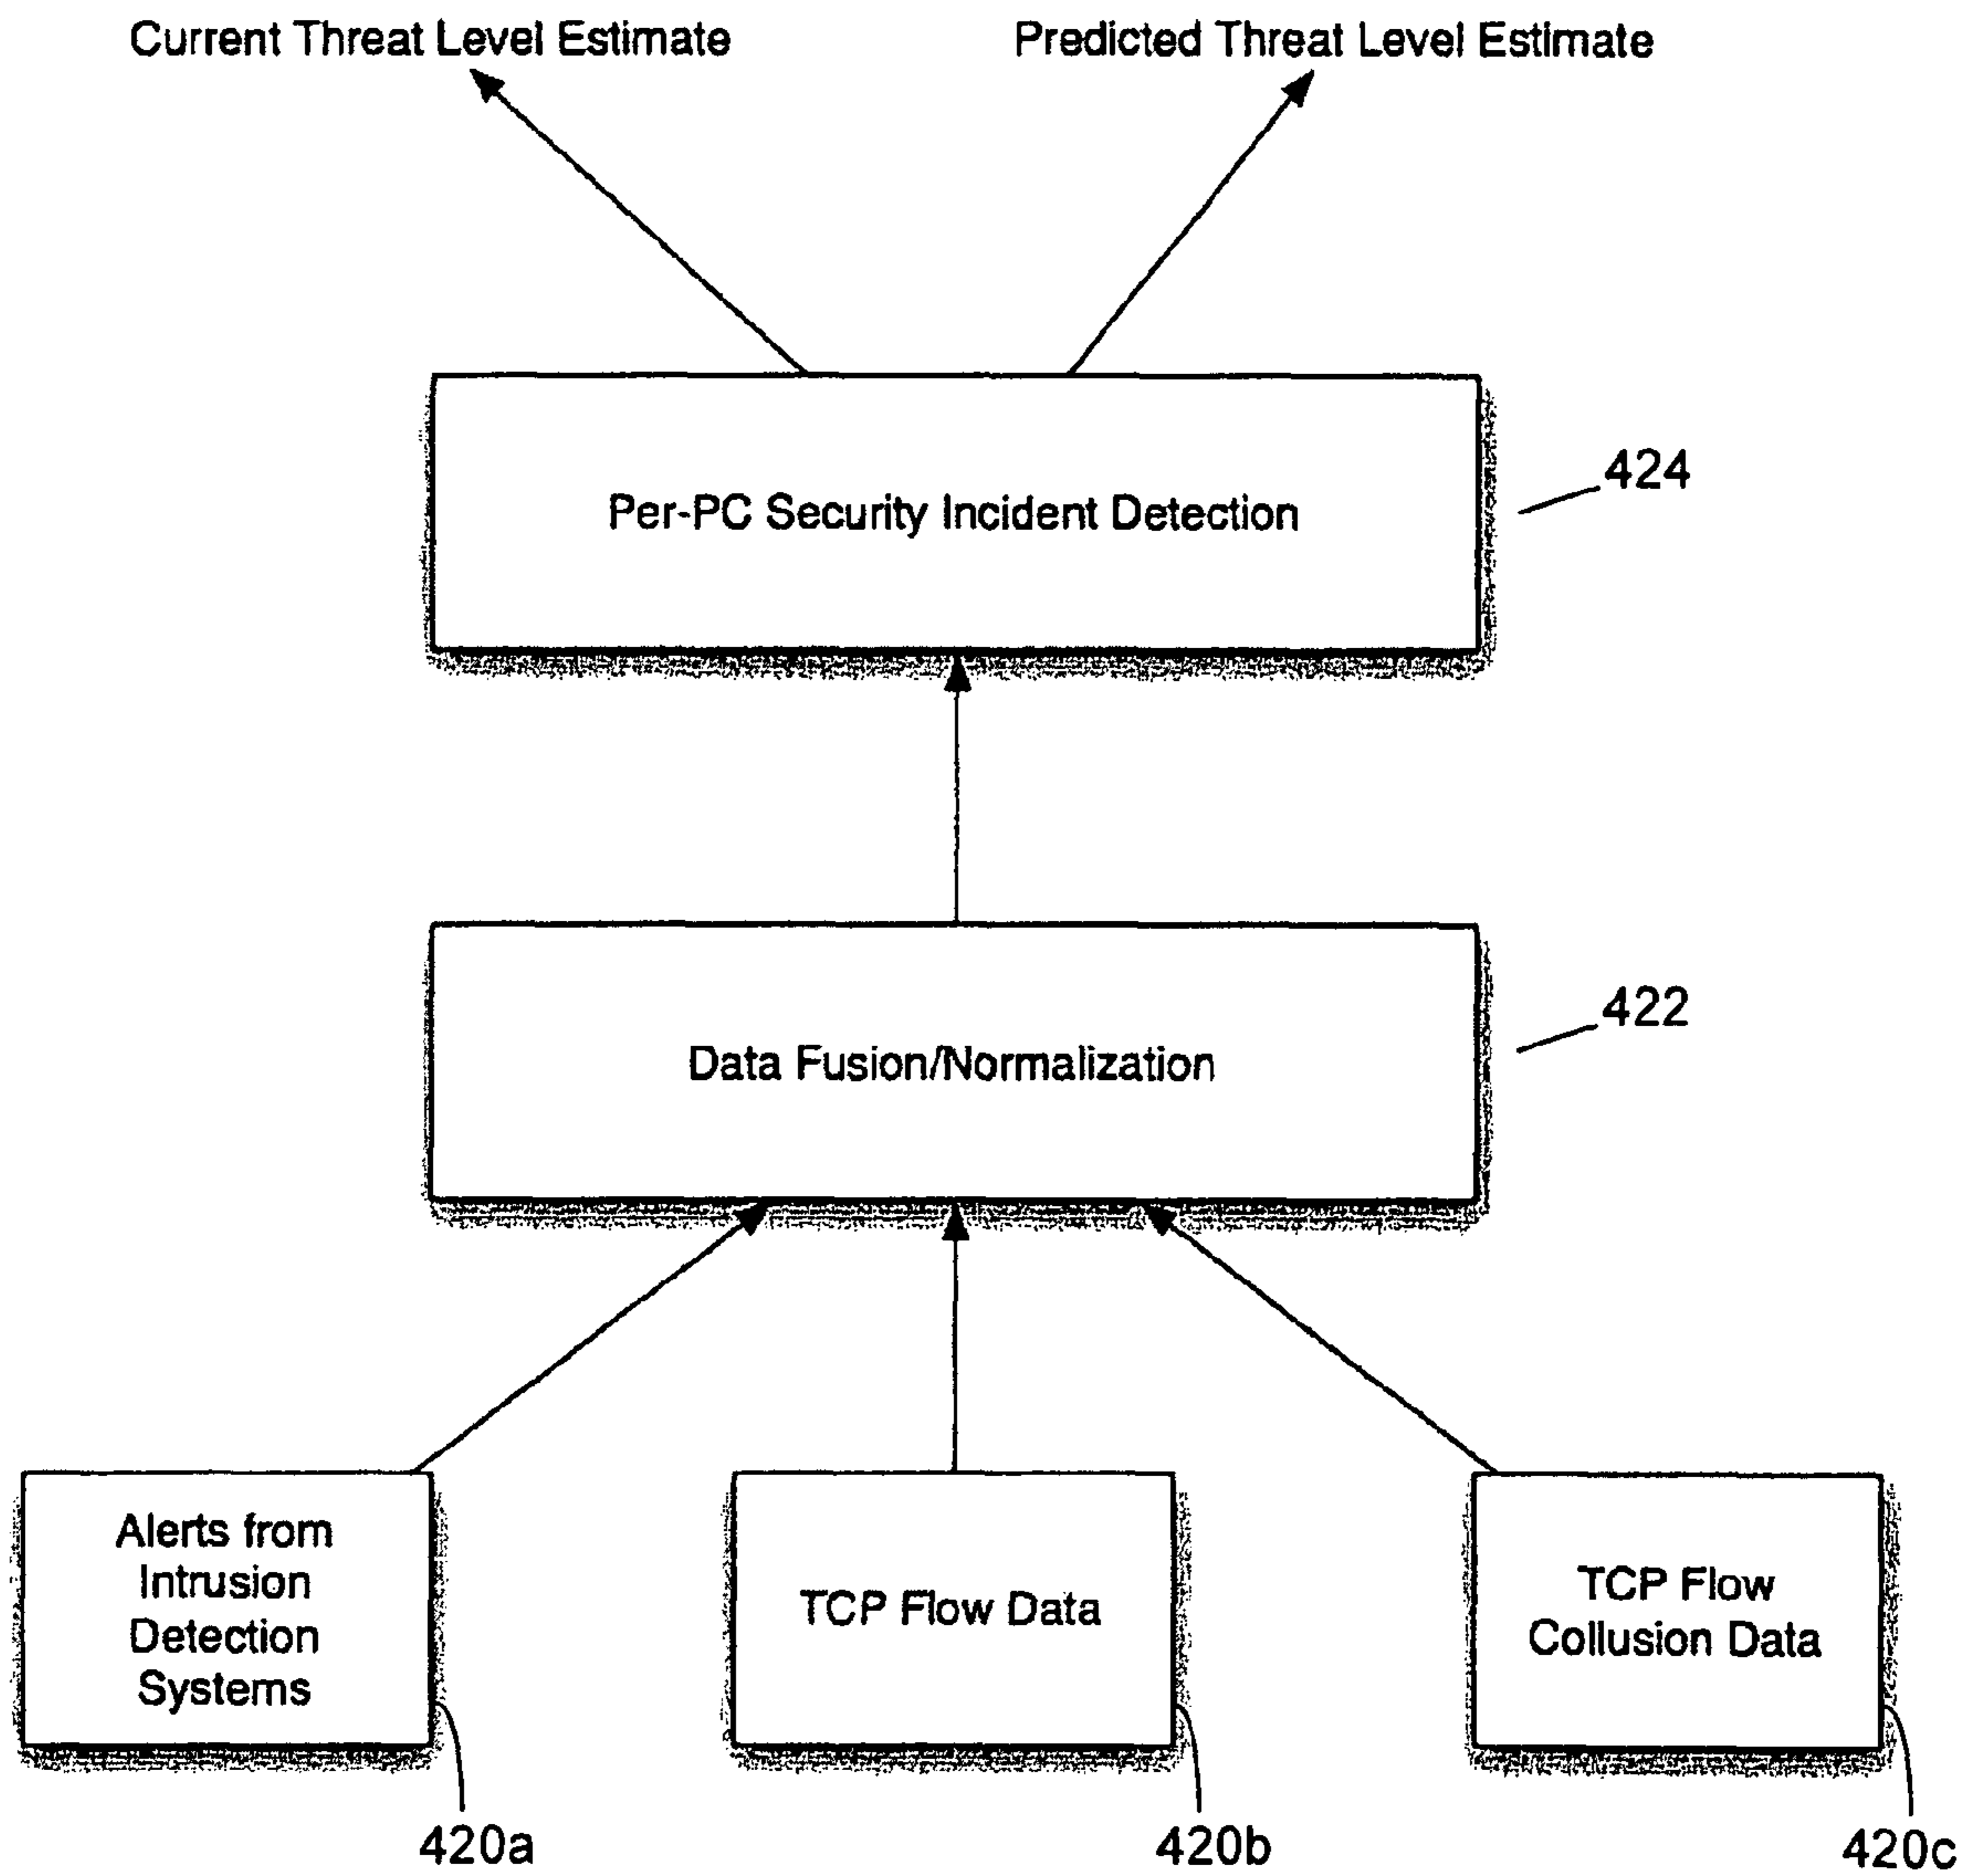 Current Threat Level Estimate
Predicted Threat Level Estimate
Per-PC Security Incident Detection
424
Data Fusion/Normalization
422
Alerts from
Intrusion
Detection
Systems
TCP Flow Data
TCP Flow
Collusion Data
420a
420b
420c